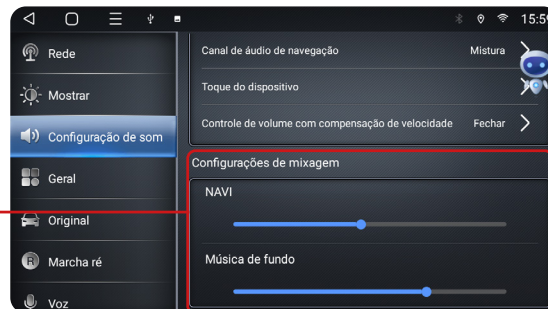 15:59
Rede
Mostrar
Configuração de som
Geral
Original
R
Marcha ré
Voz
Canal de áudio de navegação
Mistura
Toque do dispositivo
Controle de volume com compensação de velocidade
Fechar
Configurações de mixagem
NAVI
Música de fundo